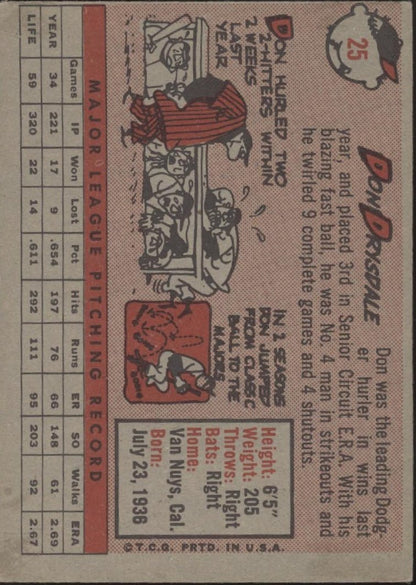 25
DON DRYSDALE
Don was the leading Dodg-
er hurler in wins last
year, and placed 3rd in Senior Circuit E.R.A. With his
blazing fast ball, he was No. 4 man in strikeouts and
he twirled 9 complete games and 4 shutouts.
DON HURLED TWO
2-HITTERS WITHIN
2 WEEKS
LAST
YEAR
IN 2 SEASONS
DON JUMPED
FROM CLASS C
BALL TO THE
MAJORS
Height: 6'5"
Weight: 205
Throws: Right
Bats: Right
Home:
Van Nuys, Cal.
Born:
July 23, 1936
MAJOR LEAGUE PITCHING RECORD
Games IP Won Lost Pct Hits Runs ER SO Walks ERA
YEAR 34 221 17 9 .654 197 76 66 148 61 2.69
LIFE 59 320 22 14 .611 292 111 95 203 92 2.67
©T.C.G. PRTD. IN U.S.A.